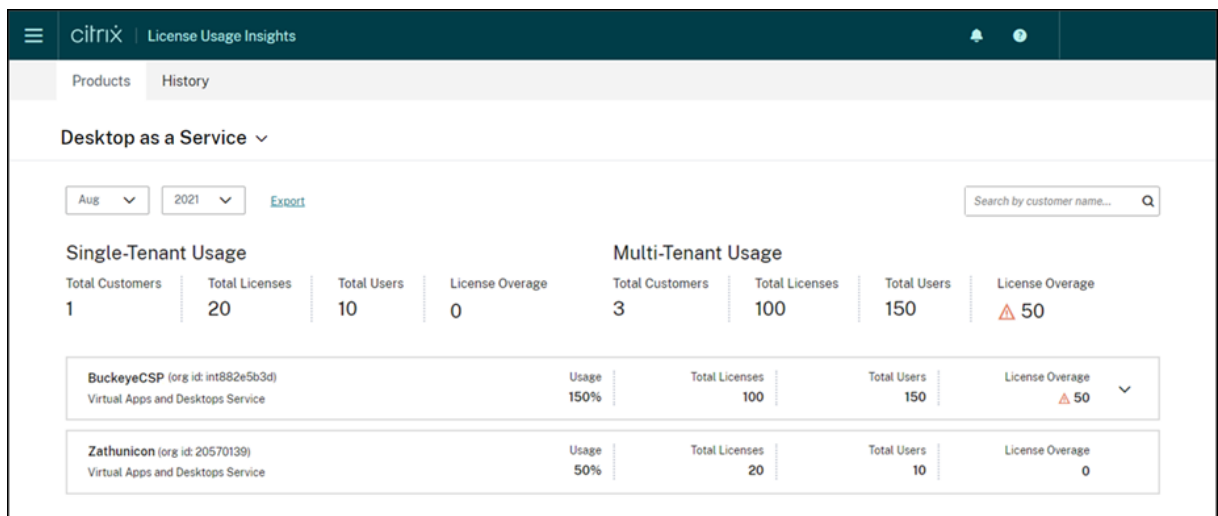 citrix | License Usage Insights
Products History
Desktop as a Service
Aug 2021 Export Search by customer name...
Single-Tenant Usage Multi-Tenant Usage
Total Customers Total Licenses Total Users License Overage Total Customers Total Licenses Total Users License Overage
1 20 10 0 3 100 150 50
BuckeyeCSP (org id: int882e5b3d) Usage Total Licenses Total Users License Overage
Virtual Apps and Desktops Service 150% 100 150 50
Zathunicon (org id: 20570139) Usage Total Licenses Total Users License Overage
Virtual Apps and Desktops Service 50% 20 10 0